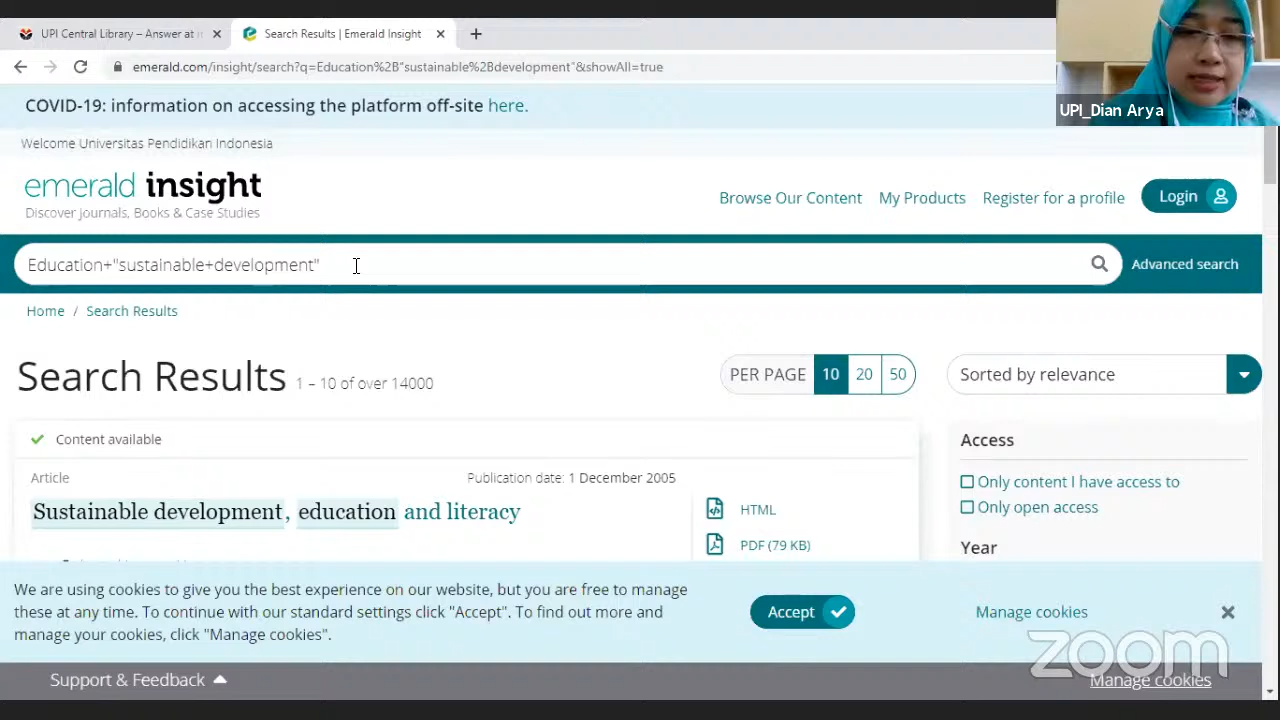 UPI Central Library – Answer at
Search Results | Emerald Insight
emerald.com/insight/search?q=Education%2B"sustainable%2Bdevelopment"&showAll=true
UPI_Dian Arya
COVID-19: information on accessing the platform off-site here.
Welcome Universitas Pendidikan Indonesia
emerald insight
Discover Journals, Books & Case Studies
Browse Our Content
My Products
Register for a profile
Login
Education+"sustainable+development"
Advanced search
Home / Search Results
Search Results 1 – 10 of over 14000
PER PAGE 10 20 50
Sorted by relevance
Content available
Access
Article
Publication date: 1 December 2005
Only content I have access to
Sustainable development, education and literacy
HTML
Only open access
PDF (79 KB)
Year
We are using cookies to give you the best experience on our website, but you are free to manage
these at any time. To continue with our standard settings click "Accept". To find out more and
manage your cookies, click "Manage cookies".
Accept
Manage cookies
zoom
Support & Feedback
Manage cookies